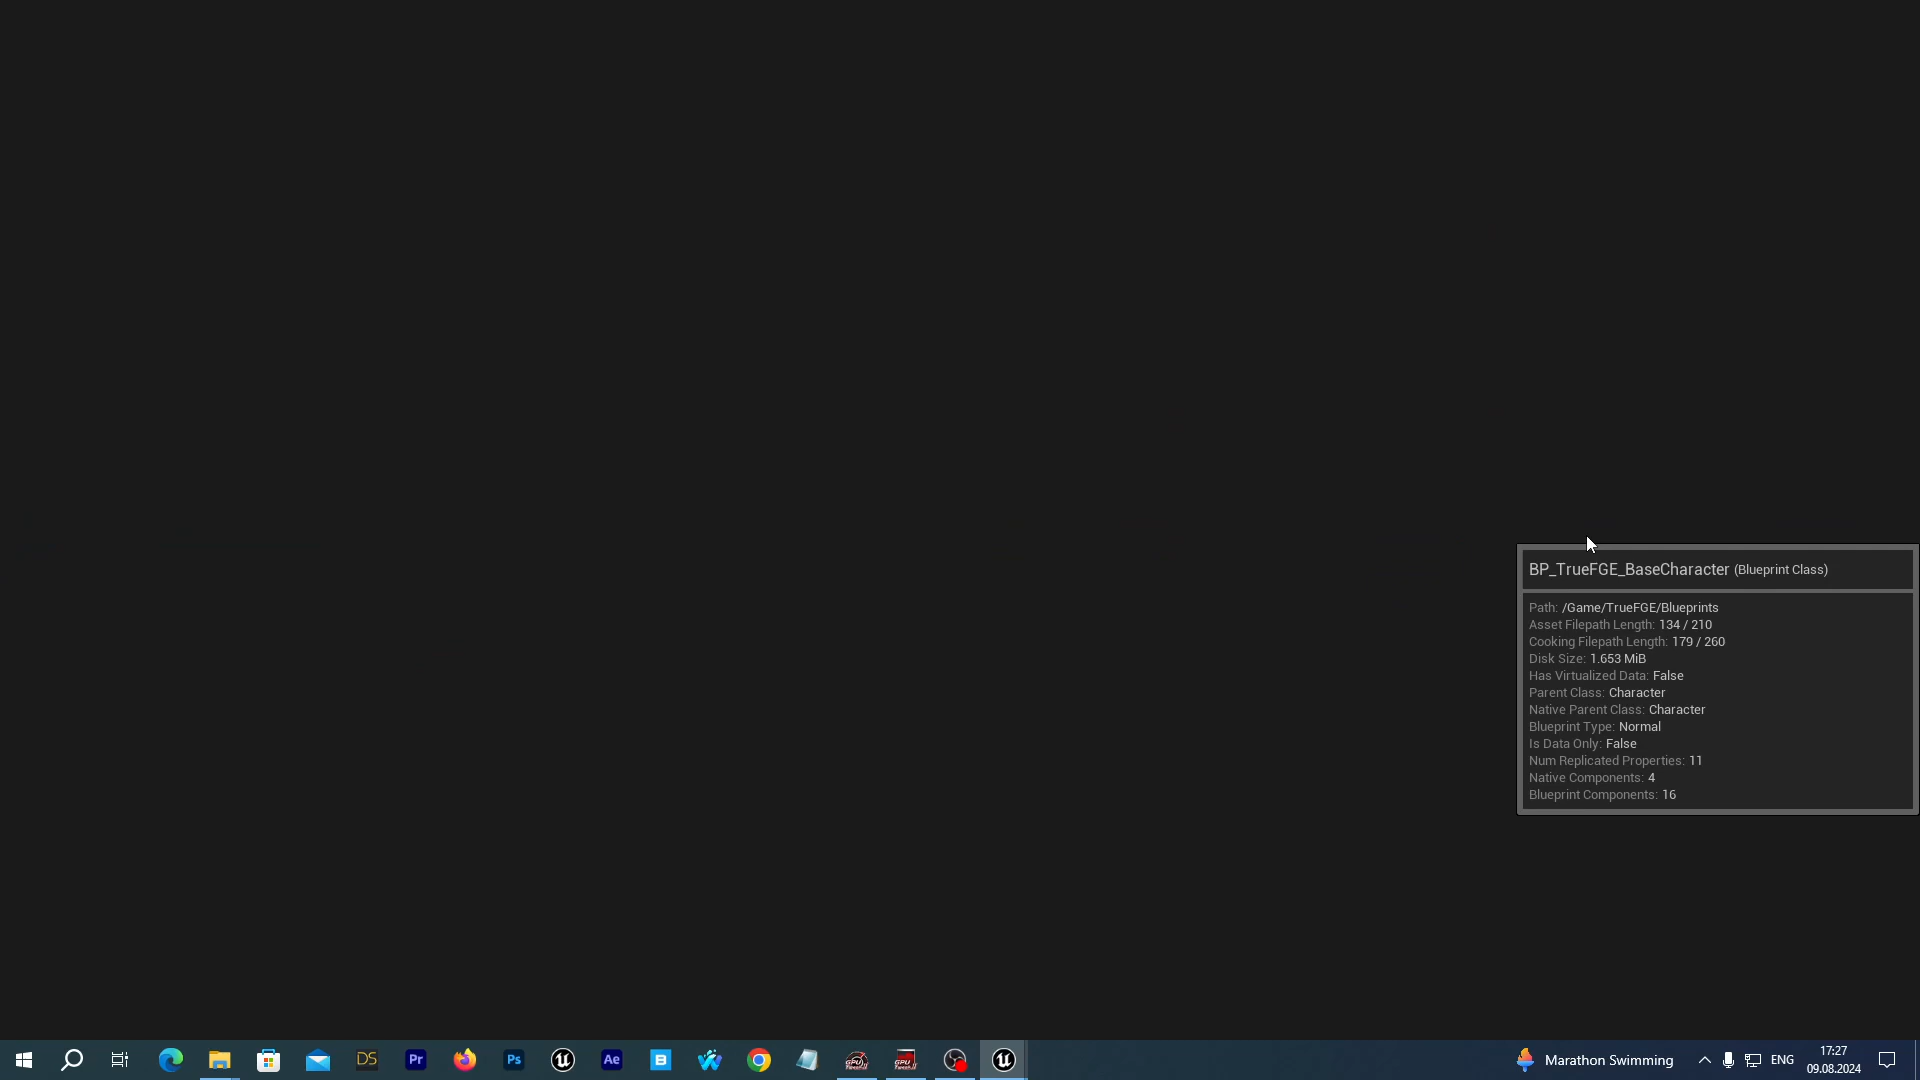 BP_TrueFGE_BaseCharacter (Blueprint Class)
Path: /Game/TrueFGE/Blueprints
Asset Filepath Length: 134 / 210
Cooking Filepath Length: 179 / 260
Disk Size: 1.653 MiB
Has Virtualized Data: False
Parent Class: Character
Native Parent Class: Character
Blueprint Type: Normal
Is Data Only: False
Num Replicated Properties: 11
Native Components: 4
Blueprint Components: 16
DS
Pr
Ps
Ae
B
GPU
GPU
Marathon Swimming
ENG
17:27
09.08.2024